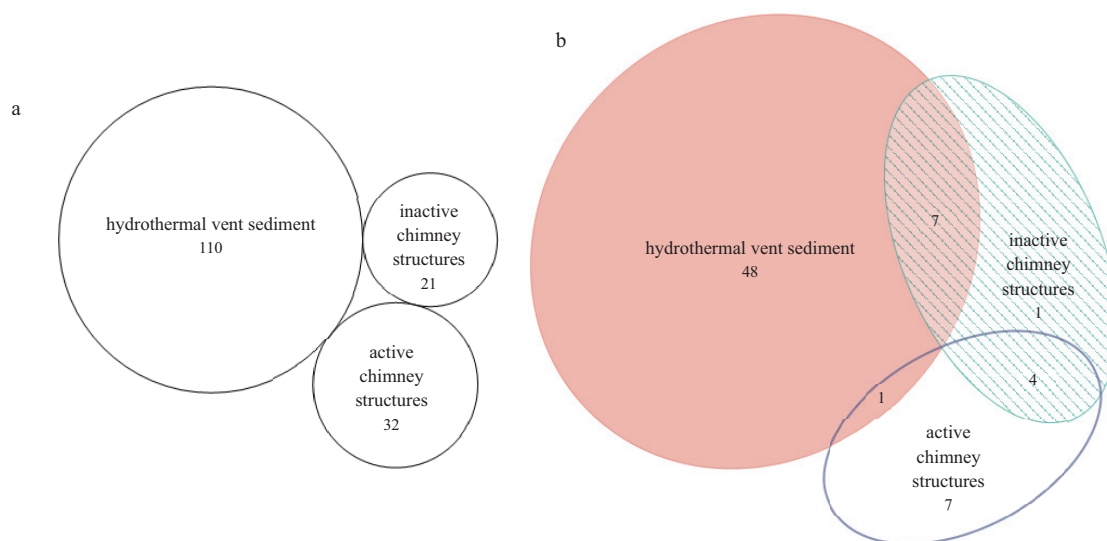 a
hydrothermal vent sediment
110
inactive
chimney
structures
21
active
chimney
structures
32
b
hydrothermal vent sediment
48
7
inactive
chimney
structures
1
4
1
active
chimney
structures
7